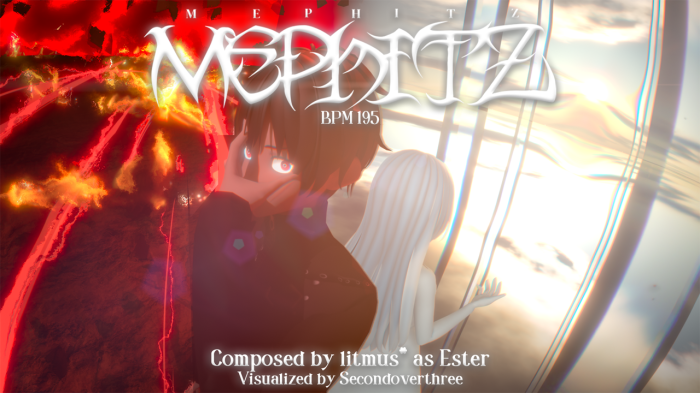 MEPHITZ
MEPHITZ
BPM 195
Composed by litmus* as Ester
Visualized by Secondoverthree